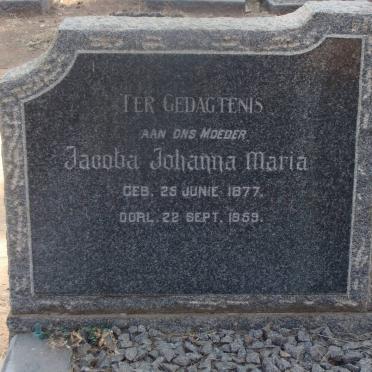 TER GEDAGTENIS
AAN ONS MOEDER
Jacoba Johanna Maria
GEB. 25 JUNIE 1877.
OORL. 22 SEPT. 1959.